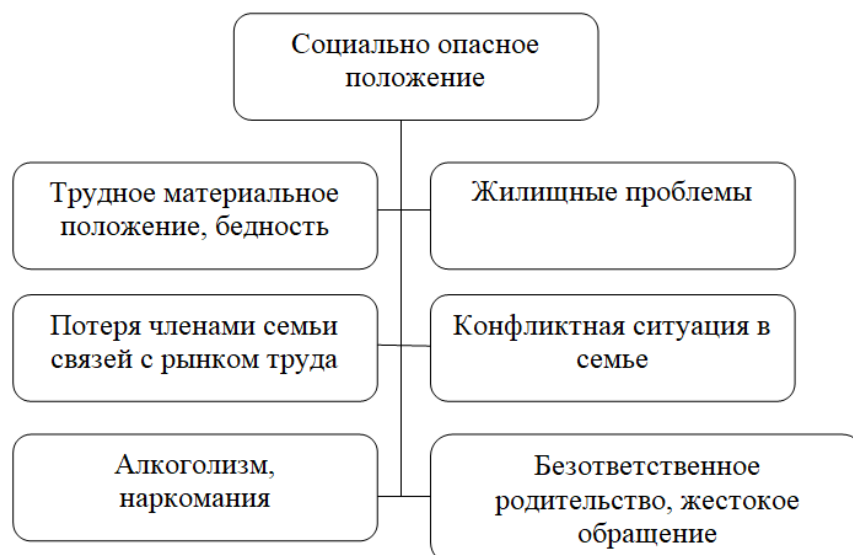 Социально опасное
положение
Трудное материальное
положение, бедность
Жилищные проблемы
Потеря членами семьи
связей с рынком труда
Конфликтная ситуация в
семье
Алкоголизм,
наркомания
Безответственное
родительство, жестокое
обращение